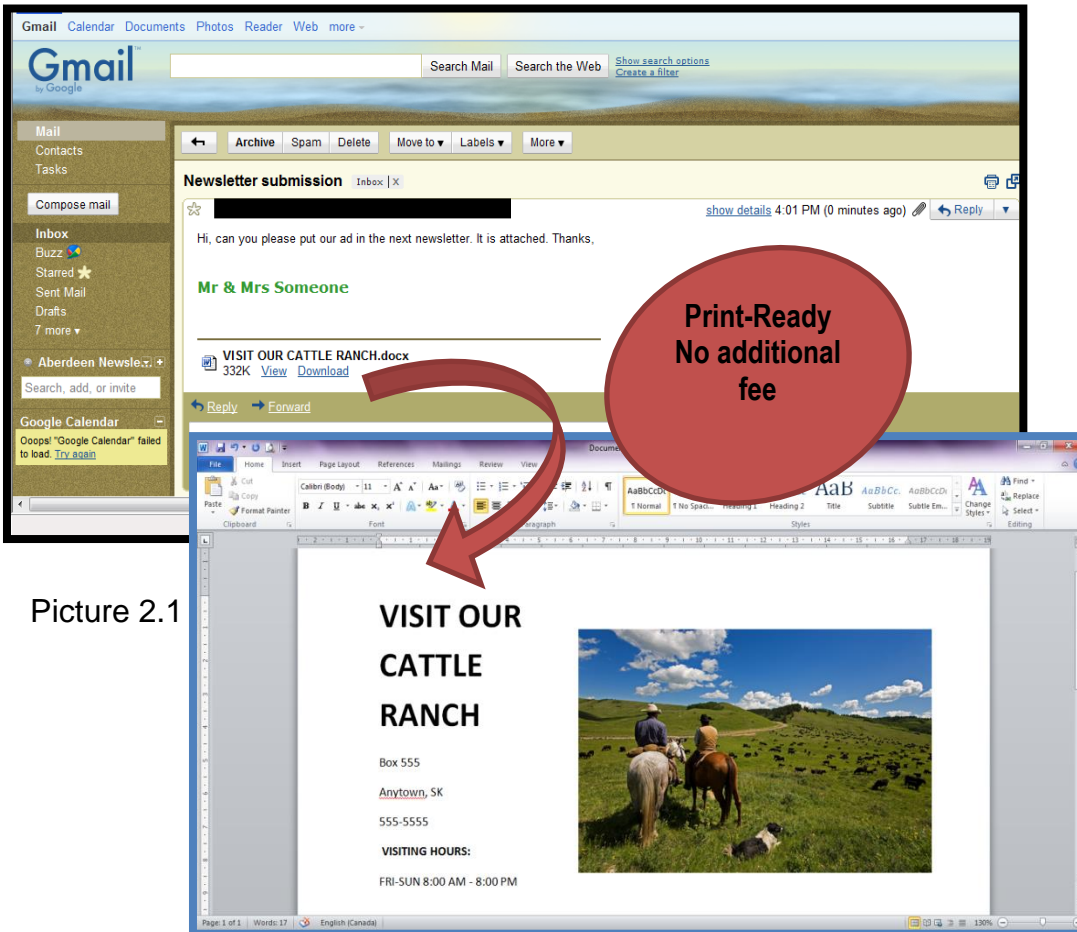 Gmail Calendar Documents Photos Reader Web more
Gmail™
by Google
Search Mail Search the Web Show search options
Create a filter
Mail
Contacts
Tasks
Compose mail
Inbox
Buzz
Starred
Sent Mail
Drafts
7 more
Aberdeen Newsle...
Search, add, or invite
Google Calendar
Ooops! "Google Calendar" failed
to load. Try again
Archive Spam Delete Move to Labels More
Newsletter submission Inbox X
show details 4:01 PM (0 minutes ago) Reply
Hi, can you please put our ad in the next newsletter. It is attached. Thanks,
Mr & Mrs Someone
VISIT OUR CATTLE RANCH.docx
332K View Download
Reply Forward
Print-Ready
No additional
fee
Picture 2.1
File Home Insert Page Layout References Mailings Review View
Paste
Cut
Copy
Format Painter
Clipboard
Calibri (Body) 11
Font
Paragraph
AaBbCcDc AaB AaBbCc. AaBbCcDc
¶ Normal ¶ No Spaci... Heading 1 Heading 2 Title Subtitle Subtle Em...
Change
Styles
Styles
Find
Replace
Select
Editing
VISIT OUR
CATTLE
RANCH
Box 555
Anytown, SK
555-5555
VISITING HOURS:
FRI-SUN 8:00 AM - 8:00 PM
Page: 1 of 1 Words: 17 English (Canada) 130%